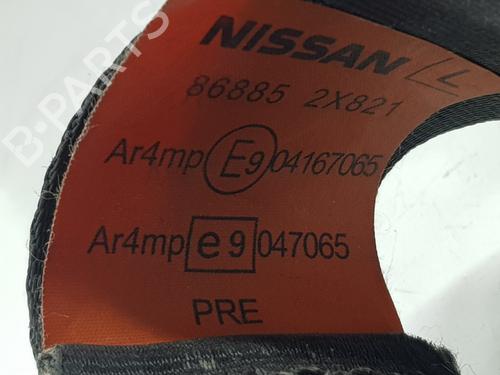 NISSAN L
86885 2X821
Ar4mp E9 04167065
Ar4mp e9 047065
PRE
B-PARTS